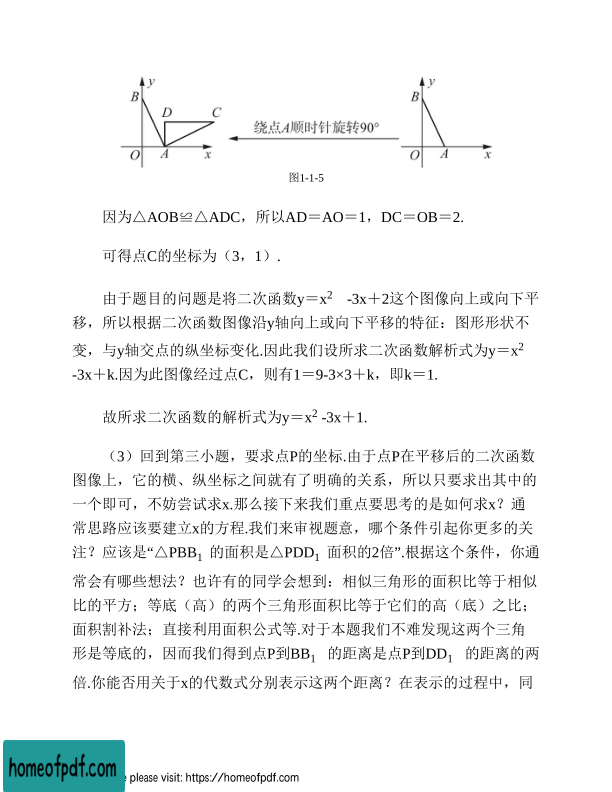 y
B
D
C
O
A
x
绕点A顺时针旋转90°
y
B
O
A
x
图1-1-5
因为△AOB≌△ADC，所以AD＝AO＝1，DC＝OB＝2.
可得点C的坐标为（3，1）.
由于题目的问题是将二次函数y＝x2 -3x＋2这个图像向上或向下平
移，所以根据二次函数图像沿y轴向上或向下平移的特征：图形形状不
变，与y轴交点的纵坐标变化.因此我们设所求二次函数解析式为y＝x2
-3x＋k.因为此图像经过点C，则有1＝9-3×3＋k，即k＝1.
故所求二次函数的解析式为y＝x2 -3x＋1.
（3）回到第三小题，要求点P的坐标.由于点P在平移后的二次函数
图像上，它的横、纵坐标之间就有了明确的关系，所以只要求出其中的
一个即可，不妨尝试求x.那么接下来我们重点要思考的是如何求x？通
常思路应该要建立x的方程.我们来审视题意，哪个条件引起你更多的关
注？应该是“△PBB1 的面积是△PDD1 面积的2倍”.根据这个条件，你通
常会有哪些想法？也许有的同学会想到：相似三角形的面积比等于相似
比的平方；等底（高）的两个三角形面积比等于它们的高（底）之比；
面积割补法；直接利用面积公式等.对于本题我们不难发现这两个三角
形是等底的，因而我们得到点P到BB1 的距离是点P到DD1 的距离的两
倍.你能否用关于x的代数式分别表示这两个距离？在表示的过程中，同
homeofpdf.com
e please visit: https://homeofpdf.com